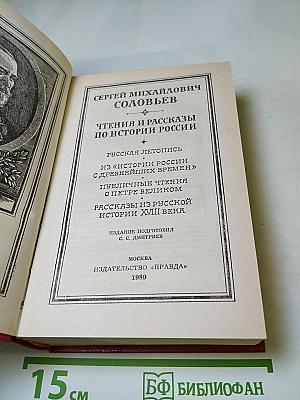 СЕРГЕЙ МИХАЙЛОВИЧ
СОЛОВЬЕВ
ЧТЕНИЯ И РАССКАЗЫ
ПО ИСТОРИИ РОССИИ
РУССКАЯ ЛЕТОПИСЬ
ИЗ «ИСТОРИИ РОССИИ
С ДРЕВНЕЙШИХ ВРЕМЕН»
ПУБЛИЧНЫЕ ЧТЕНИЯ
О ПЕТРЕ ВЕЛИКОМ
РАССКАЗЫ ИЗ РУССКОЙ
ИСТОРИИ XVIII ВЕКА
ИЗДАНИЕ ПОДГОТОВИЛ
С. С. ДМИТРИЕВ
МОСКВА
ИЗДАТЕЛЬСТВО «ПРАВДА»
1989
15 СМ
БФ БИБЛИОФАН